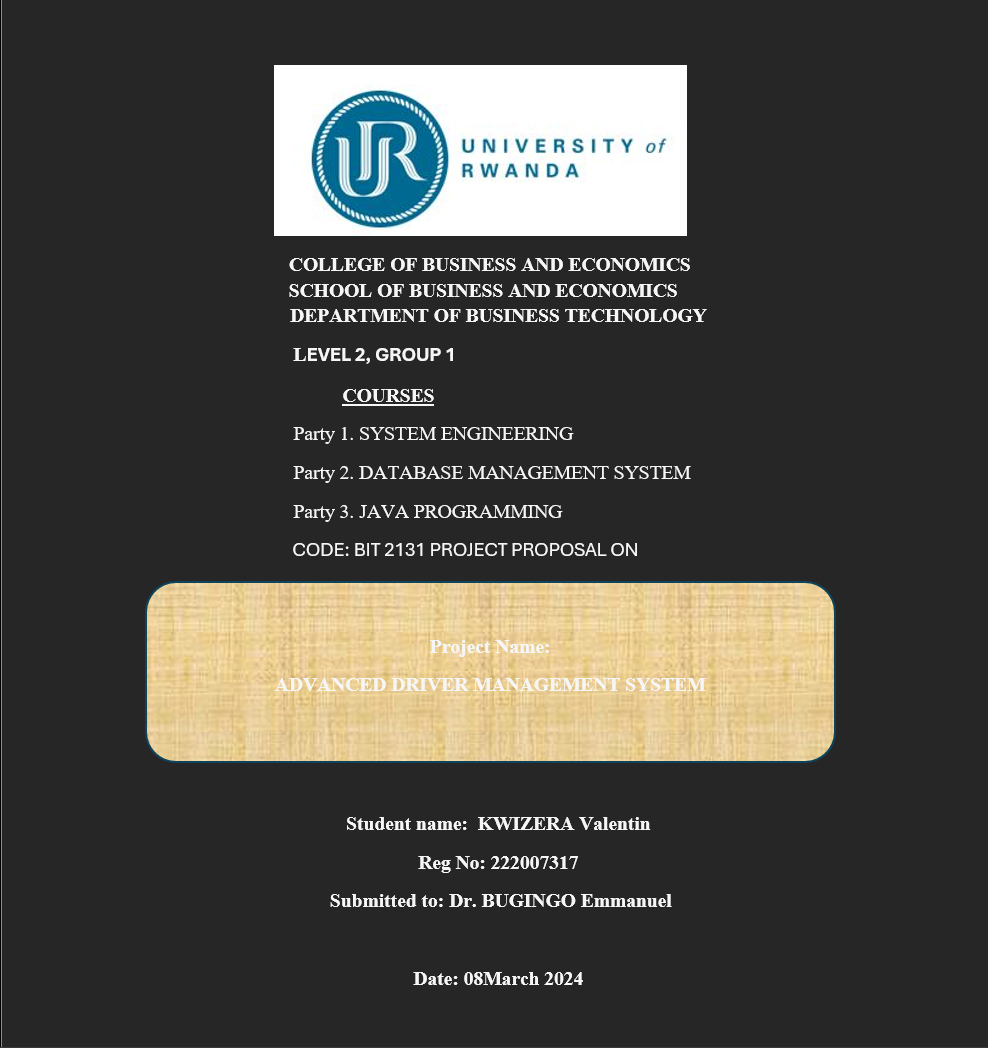 UR
UNIVERSITY of
RWANDA
COLLEGE OF BUSINESS AND ECONOMICS
SCHOOL OF BUSINESS AND ECONOMICS
DEPARTMENT OF BUSINESS TECHNOLOGY
LEVEL 2, GROUP 1
COURSES
Party 1. SYSTEM ENGINEERING
Party 2. DATABASE MANAGEMENT SYSTEM
Party 3. JAVA PROGRAMMING
CODE: BIT 2131 PROJECT PROPOSAL ON
Project Name:
ADVANCED DRIVER MANAGEMENT SYSTEM
Student name:  KWIZERA Valentin
Reg No: 222007317
Submitted to: Dr. BUGINGO Emmanuel
Date: 08March 2024